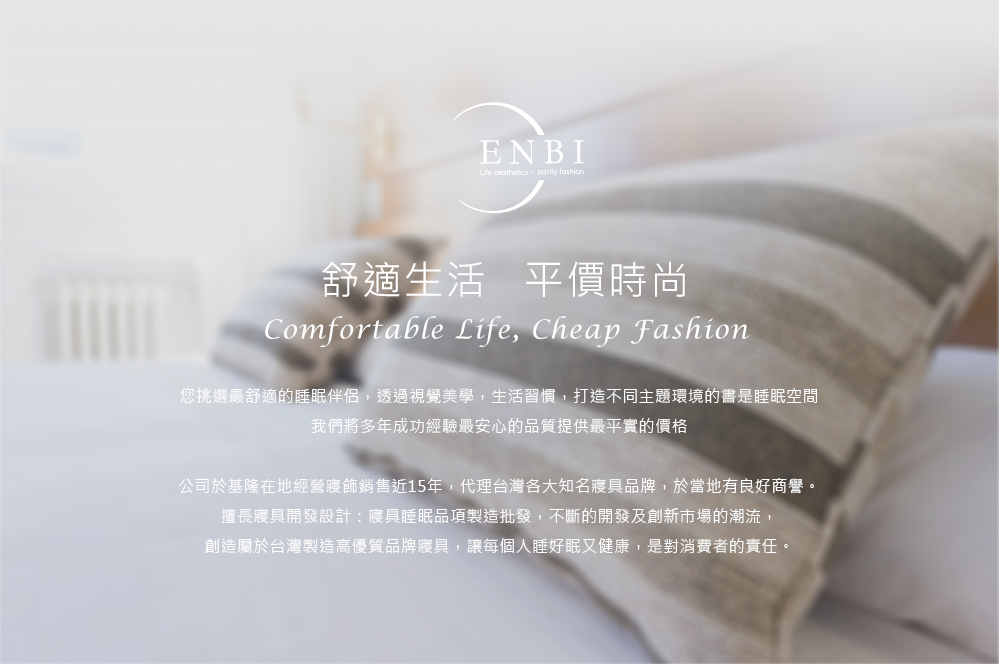 ENBI
Life aesthetics · parity fashion
舒適生活　平價時尚
Comfortable Life, Cheap Fashion
您挑選最舒適的睡眠伴侶，透過視覺美學，生活習慣，打造不同主題環境的書是睡眠空間
我們將多年成功經驗最安心的品質提供最平實的價格
公司於基隆在地經營寢飾銷售近15年，代理台灣各大知名寢具品牌，於當地有良好商譽。
擅長寢具開發設計：寢具睡眠品項製造批發，不斷的開發及創新市場的潮流，
創造屬於台灣製造高優質品牌寢具，讓每個人睡好眠又健康，是對消費者的責任。